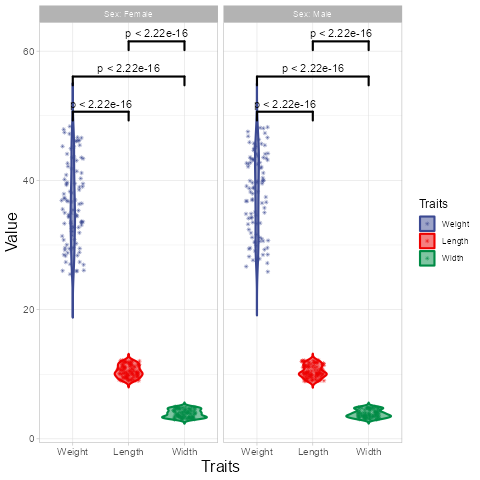 Sex: Female
Sex: Male
p < 2.22e-16
p < 2.22e-16
p < 2.22e-16
p < 2.22e-16
p < 2.22e-16
p < 2.22e-16
60
40
20
0
Value
Weight
Length
Width
Weight
Length
Width
Traits
Traits
Weight
Length
Width